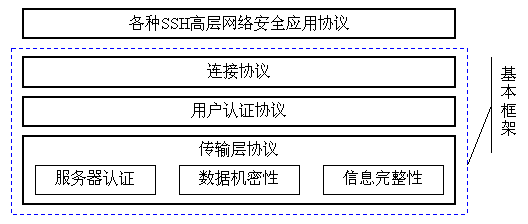 各种SSH高层网络安全应用协议
连接协议
用户认证协议
传输层协议
服务器认证
数据机密性
信息完整性
基本框架